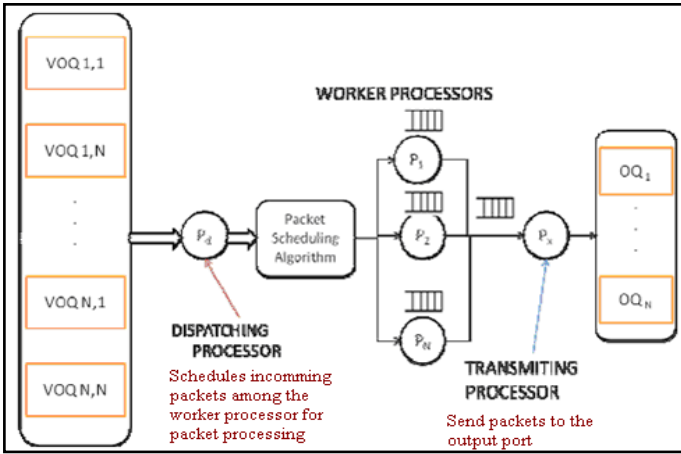 VOQ 1,1
VOQ 1,N
VOQ N,1
VOQ N,N
P d
DISPATCHING
PROCESSOR
Schedules incomming
packets among the
worker processor for
packet processing
Packet
Scheduling
Algorithm
WORKER PROCESSORS
P 1
P 2
P N
P x
TRANSMITING
PROCESSOR
Send packets to the
output port
OQ 1
OQ N